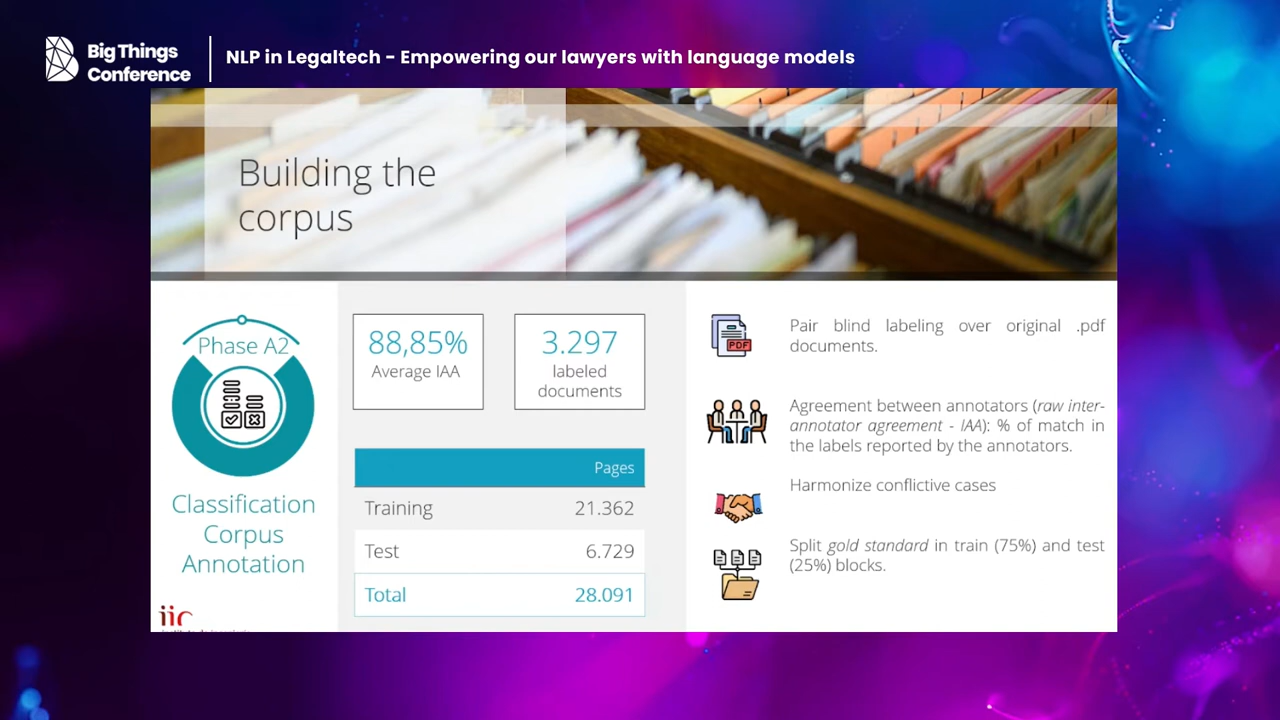 Big Things
Conference
NLP in Legaltech - Empowering our lawyers with language models
Building the
corpus
Phase A2
Classification
Corpus
Annotation
88,85%
Average IAA
3.297
labeled
documents
Pages
Training 21.362
Test 6.729
Total 28.091
PDF
Pair blind labeling over original .pdf
documents.
Agreement between annotators (raw inter-
annotator agreement - IAA): % of match in
the labels reported by the annotators.
Harmonize conflictive cases
Split gold standard in train (75%) and test
(25%) blocks.
iic